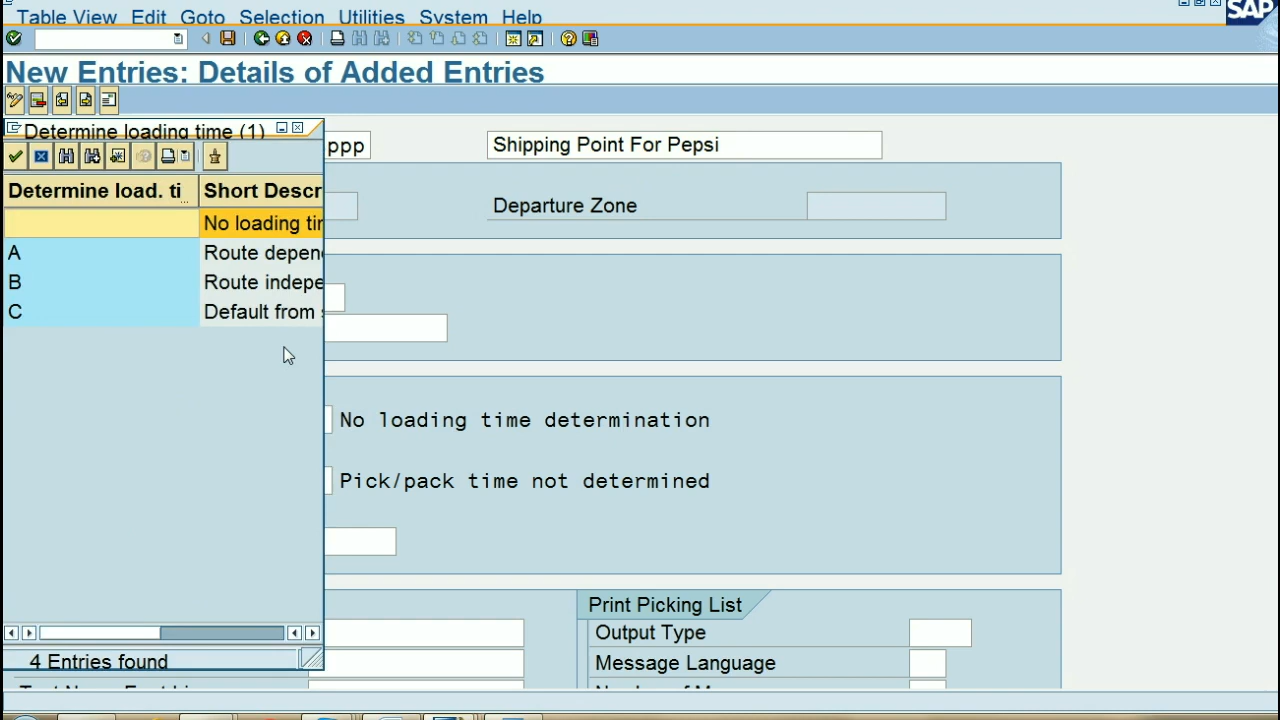 Table View Edit Goto Selection Utilities System Help
SAP
New Entries: Details of Added Entries
Determine loading time (1)
ppp
Shipping Point For Pepsi
Determine load. ti...
Short Descr
Departure Zone
No loading tim
A
Route depend
B
Route indepe
C
Default from s
No loading time determination
Pick/pack time not determined
Print Picking List
Output Type
Message Language
4 Entries found